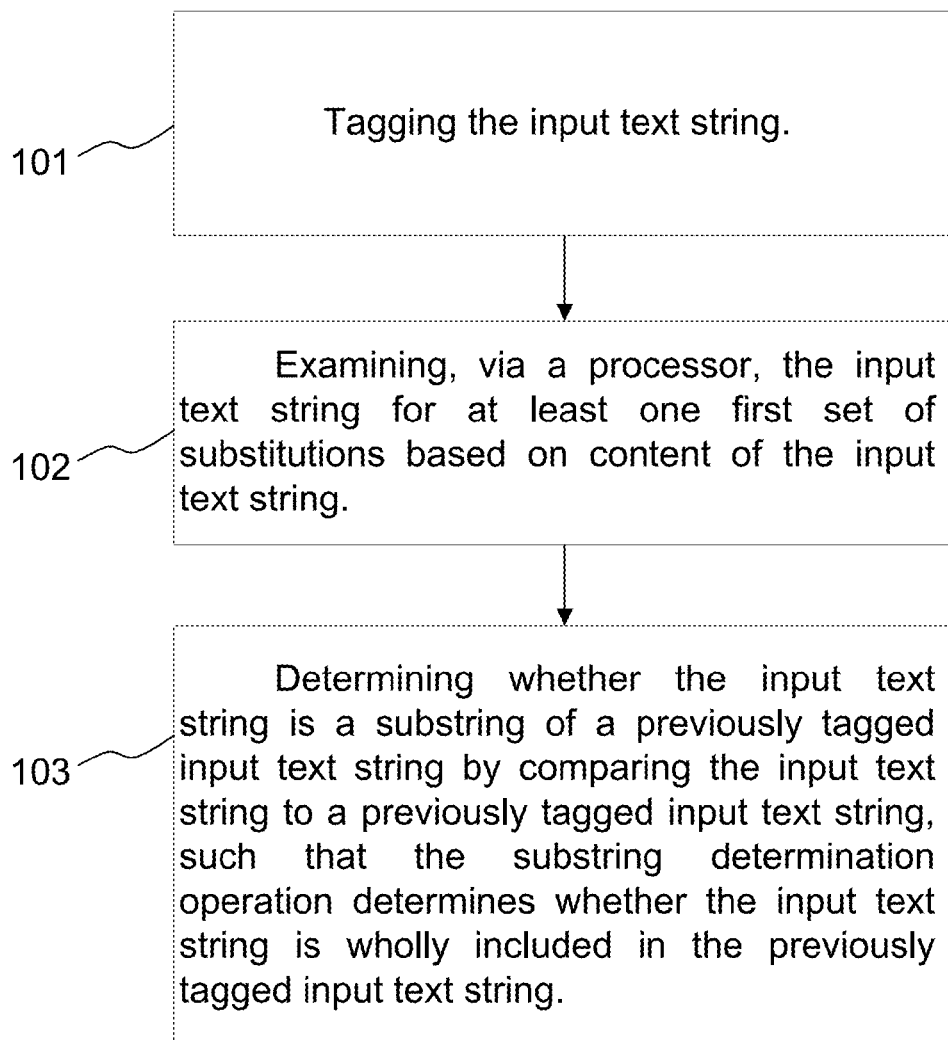 Tagging the input text string.
101
Examining, via a processor, the input
text string for at least one first set of
substitutions based on content of the input
102
text string.
Determining whether the input text
string is a substring of a previously tagged
103
input text string by comparing the input text
string to a previously tagged input text string,
such that the substring determination
operation determines whether the input text
string is wholly included in the previously
tagged input text string.